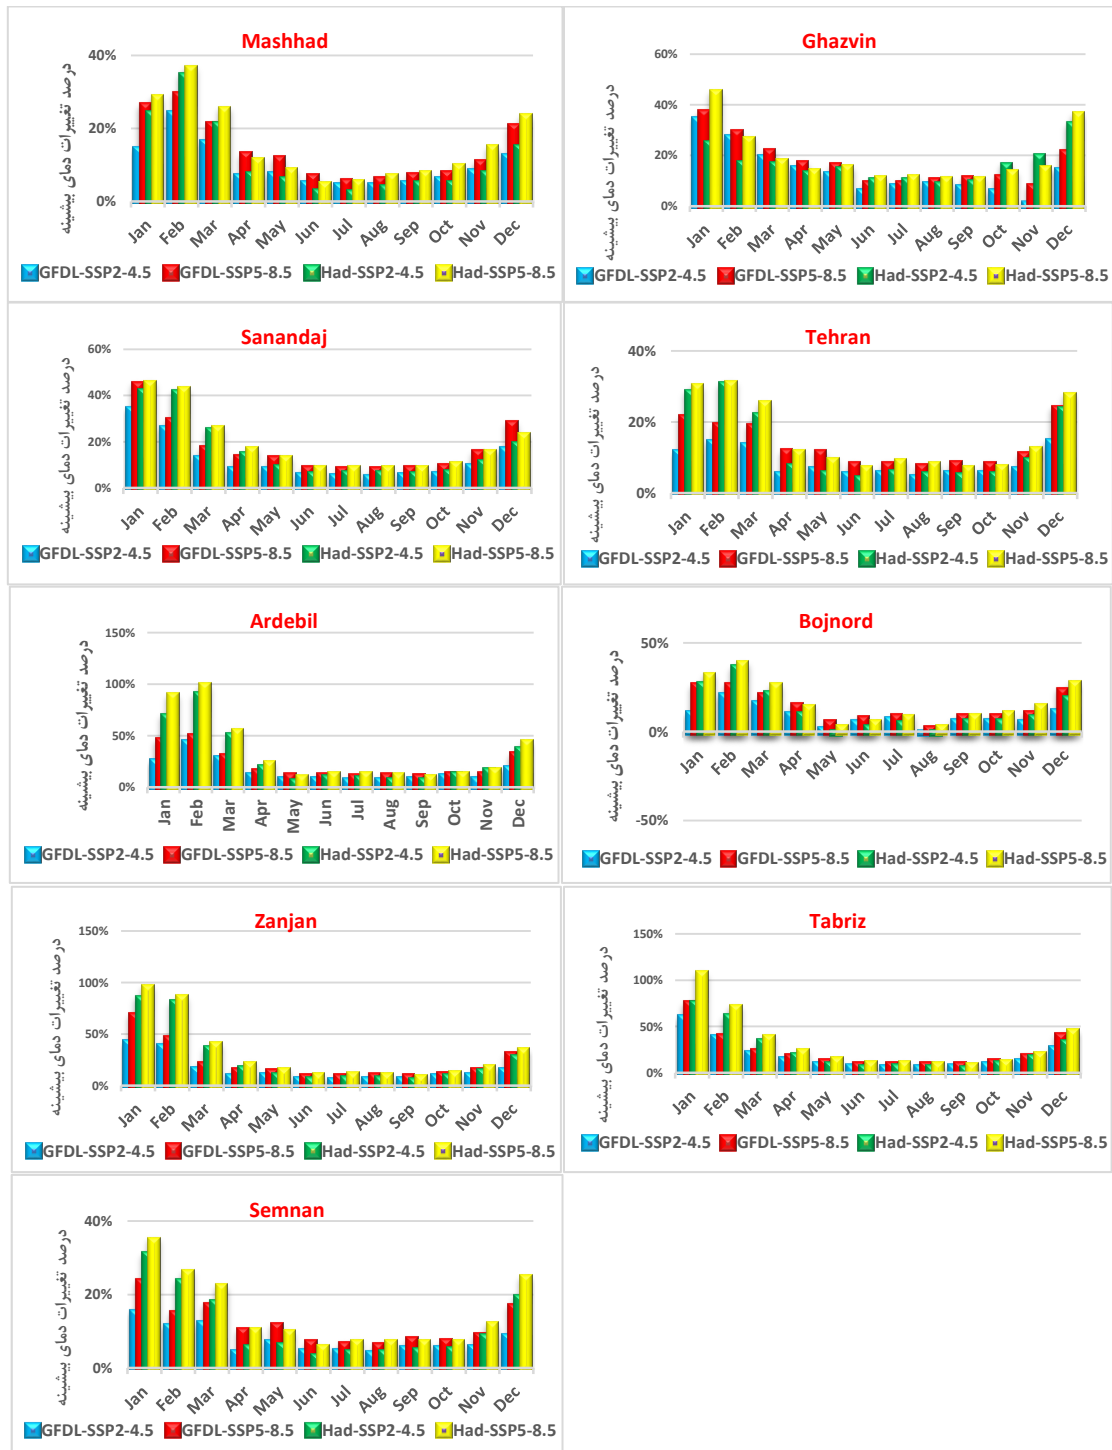 Mashhad
درصد تغییرات دمای بیشینه
40%
20%
0%
Jan Feb Mar Apr May Jun Jul Aug Sep Oct Nov Dec
GFDL-SSP2-4.5 GFDL-SSP5-8.5 Had-SSP2-4.5 Had-SSP5-8.5
Ghazvin
درصد تغییرات دمای بیشینه
60%
40%
20%
0%
Jan Feb Mar Apr May Jun Jul Aug Sep Oct Nov Dec
GFDL-SSP2-4.5 GFDL-SSP5-8.5 Had-SSP2-4.5 Had-SSP5-8.5
Sanandaj
درصد تغییرات دمای بیشینه
60%
40%
20%
0%
Jan Feb Mar Apr May Jun Jul Aug Sep Oct Nov Dec
GFDL-SSP2-4.5 GFDL-SSP5-8.5 Had-SSP2-4.5 Had-SSP5-8.5
Tehran
درصد تغییرات دمای بیشینه
40%
20%
0%
Jan Feb Mar Apr May Jun Jul Aug Sep Oct Nov Dec
GFDL-SSP2-4.5 GFDL-SSP5-8.5 Had-SSP2-4.5 Had-SSP5-8.5
Ardebil
درصد تغییرات دمای بیشینه
150%
100%
50%
0%
Jan Feb Mar Apr May Jun Jul Aug Sep Oct Nov Dec
GFDL-SSP2-4.5 GFDL-SSP5-8.5 Had-SSP2-4.5 Had-SSP5-8.5
Bojnord
درصد تغییرات دمای بیشینه
50%
0%
-50%
Jan Feb Mar Apr May Jun Jul Aug Sep Oct Nov Dec
GFDL-SSP2-4.5 GFDL-SSP5-8.5 Had-SSP2-4.5 Had-SSP5-8.5
Zanjan
درصد تغییرات دمای بیشینه
150%
100%
50%
0%
Jan Feb Mar Apr May Jun Jul Aug Sep Oct Nov Dec
GFDL-SSP2-4.5 GFDL-SSP5-8.5 Had-SSP2-4.5 Had-SSP5-8.5
Tabriz
درصد تغییرات دمای بیشینه
150%
100%
50%
0%
Jan Feb Mar Apr May Jun Jul Aug Sep Oct Nov Dec
GFDL-SSP2-4.5 GFDL-SSP5-8.5 Had-SSP2-4.5 Had-SSP5-8.5
Semnan
درصد تغییرات دمای بیشینه
40%
20%
0%
Jan Feb Mar Apr May Jun Jul Aug Sep Oct Nov Dec
GFDL-SSP2-4.5 GFDL-SSP5-8.5 Had-SSP2-4.5 Had-SSP5-8.5